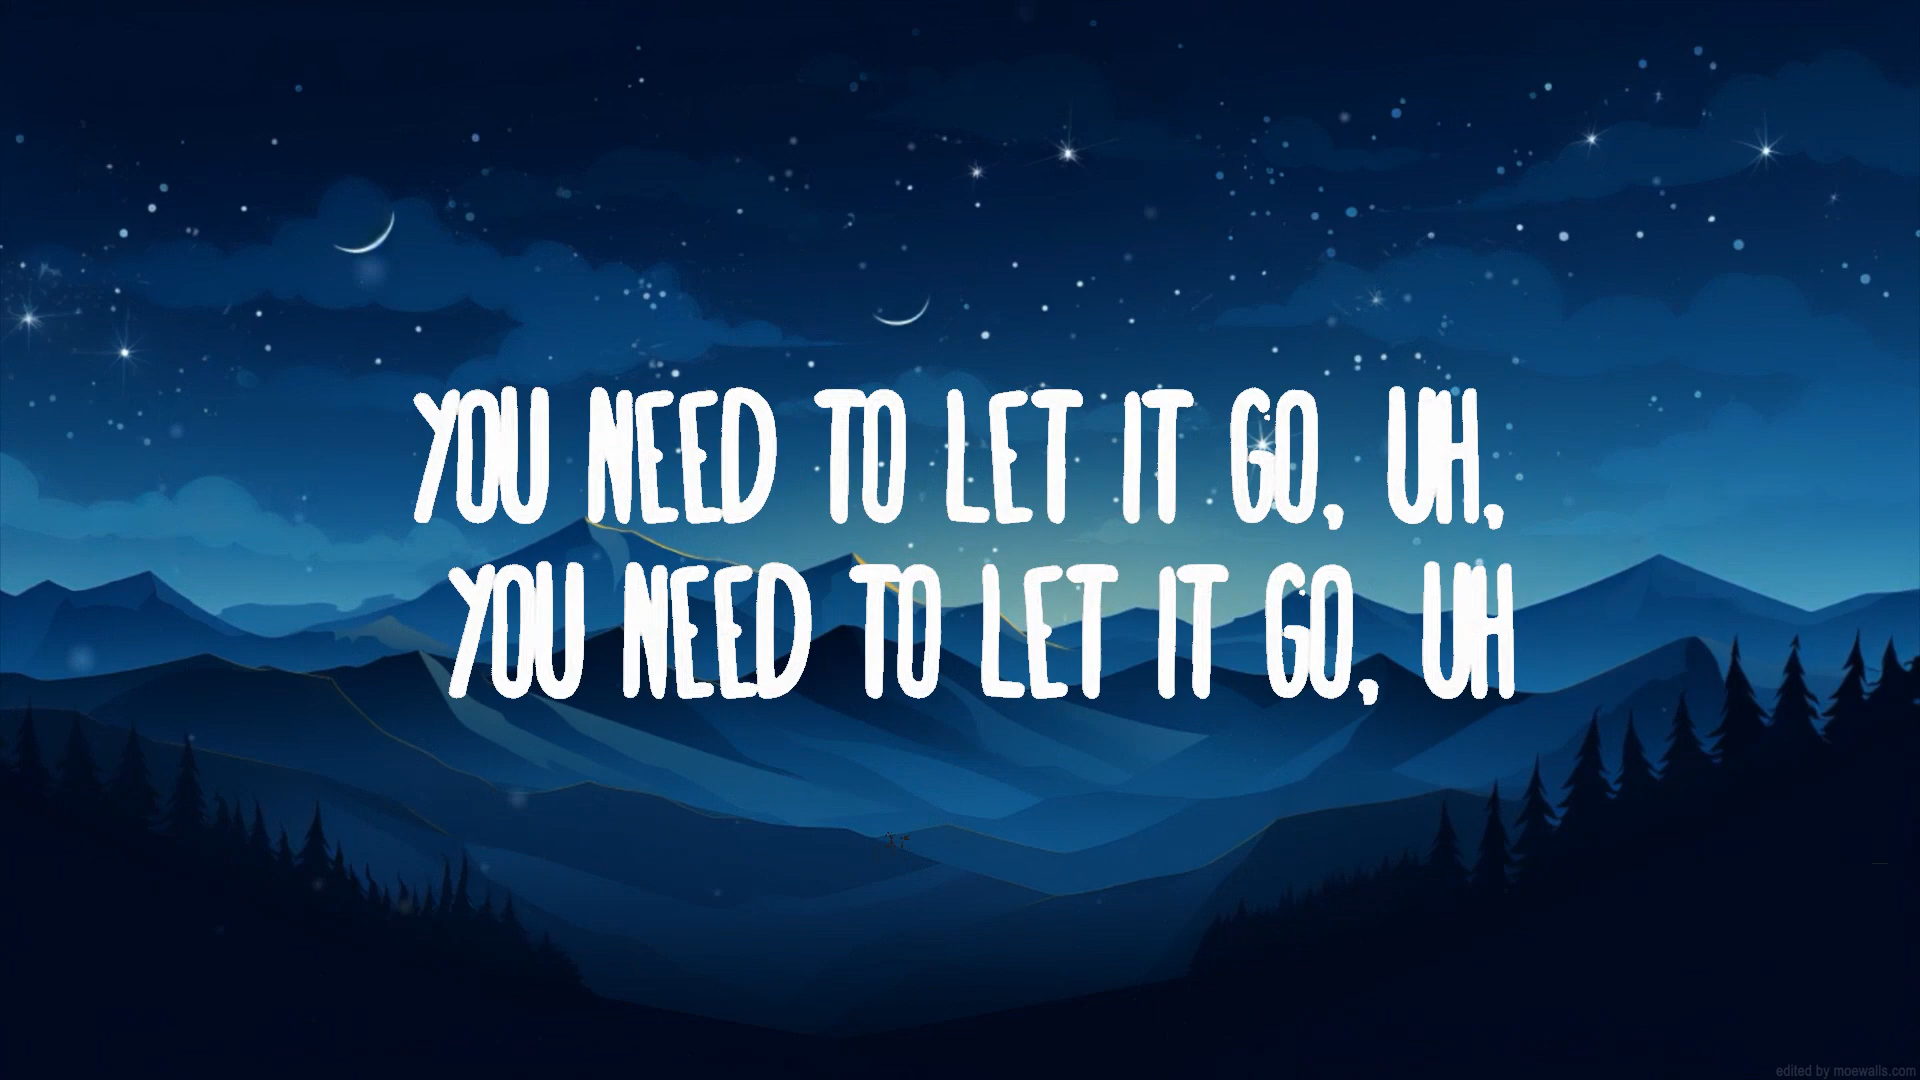 YOU NEED TO LET IT GO, UH,
YOU NEED TO LET IT GO, UH
edited by moewalls.com